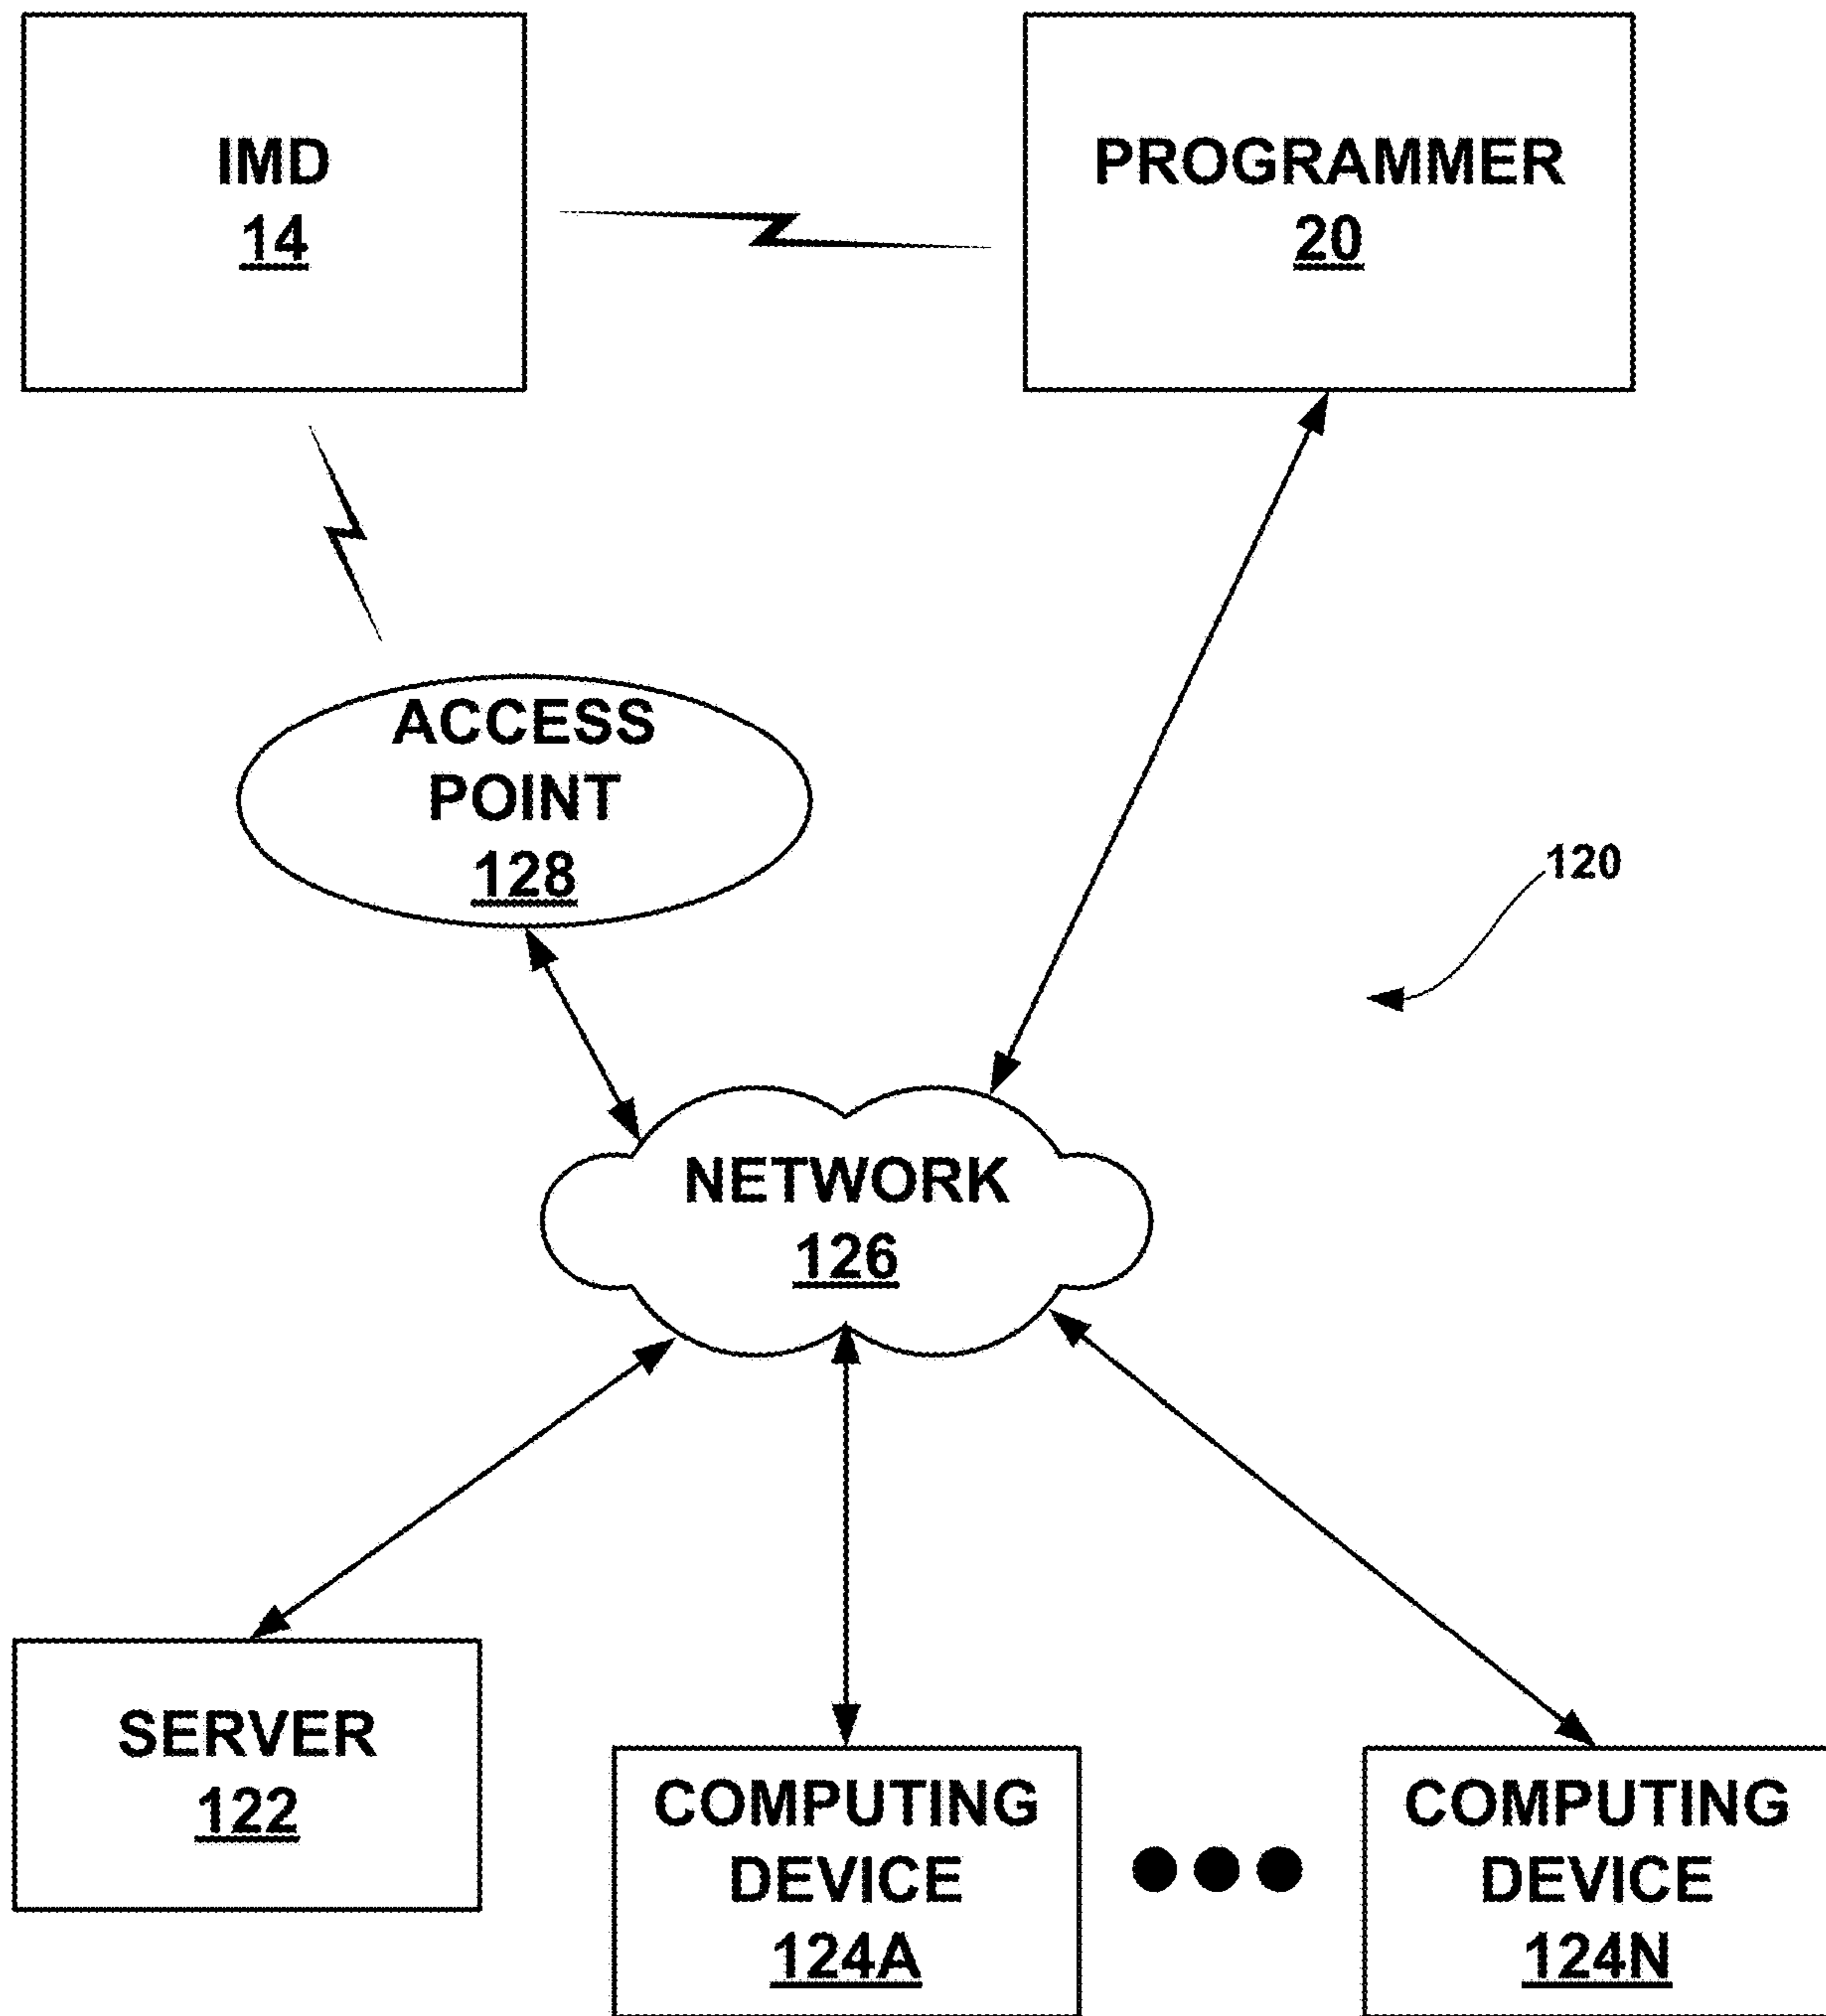 IMD
14
PROGRAMMER
20
ACCESS
POINT
128
120
NETWORK
126
SERVER
122
COMPUTING
DEVICE
124A
COMPUTING
DEVICE
124N